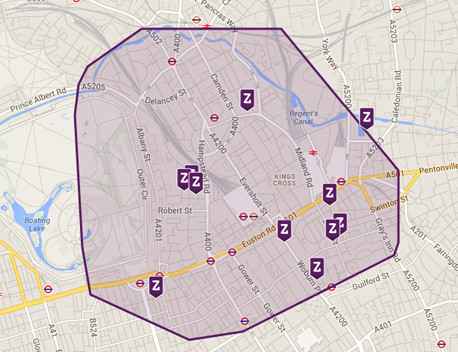 Pancras Way
A502
A400
A5203
York Way
A5205
Camden St
Caledonian Rd
Prince Albert Rd
Delancey St
A5200
Regent's
Canal
A400
Albany St
A4200
Hampstead Rd
Midland Rd
A5203
Outer Cir
KINGS
CROSS
A501
Pentonville
Z
Z
Z
Z
Z
Eversholt St
Swinton St
Robert St
Boating
Lake
A4201
Euston Rd
A501
Gray's Inn
A201
Z
Z
Z
A400
Farringdon
Z
Woburn
Guilford St
Gower St
Z
Gower St
A4200
A5200
A401
A41
B524